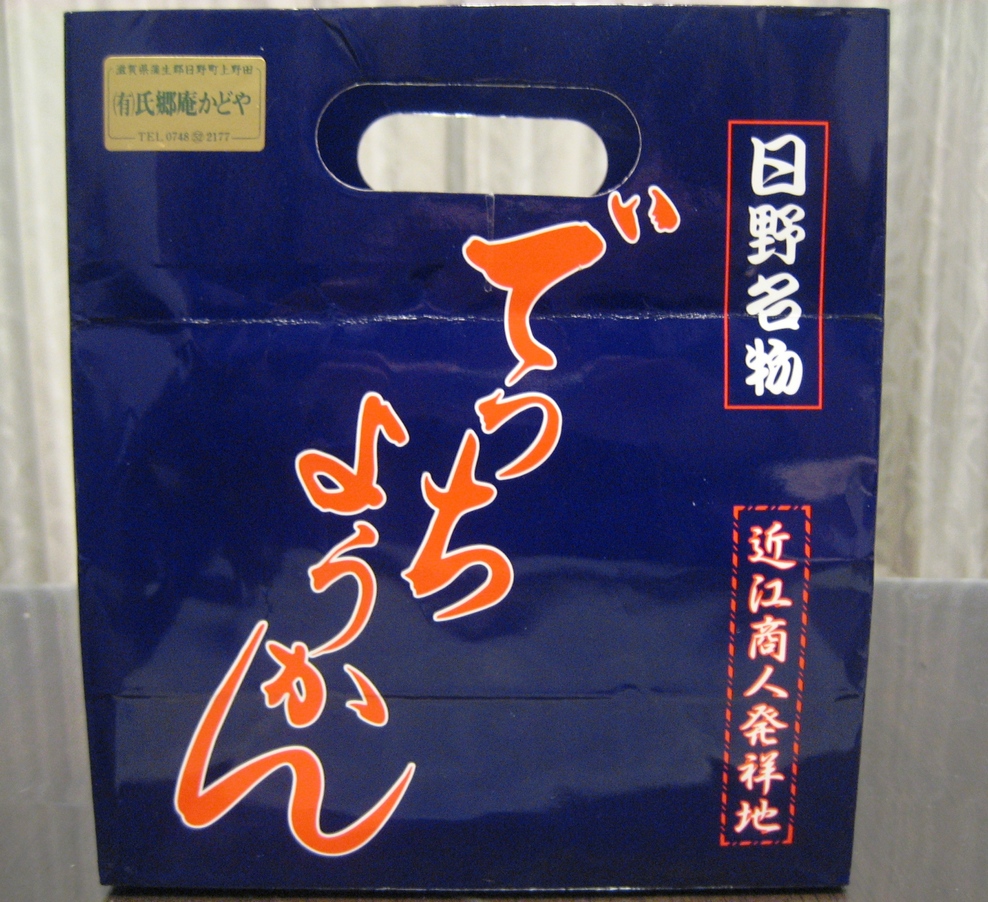 滋賀県蒲生郡日野町上野田
㈲氏郷庵かどや
TEL 0748 52 2177
日野名物
でっち
ようかん
近江商人発祥地